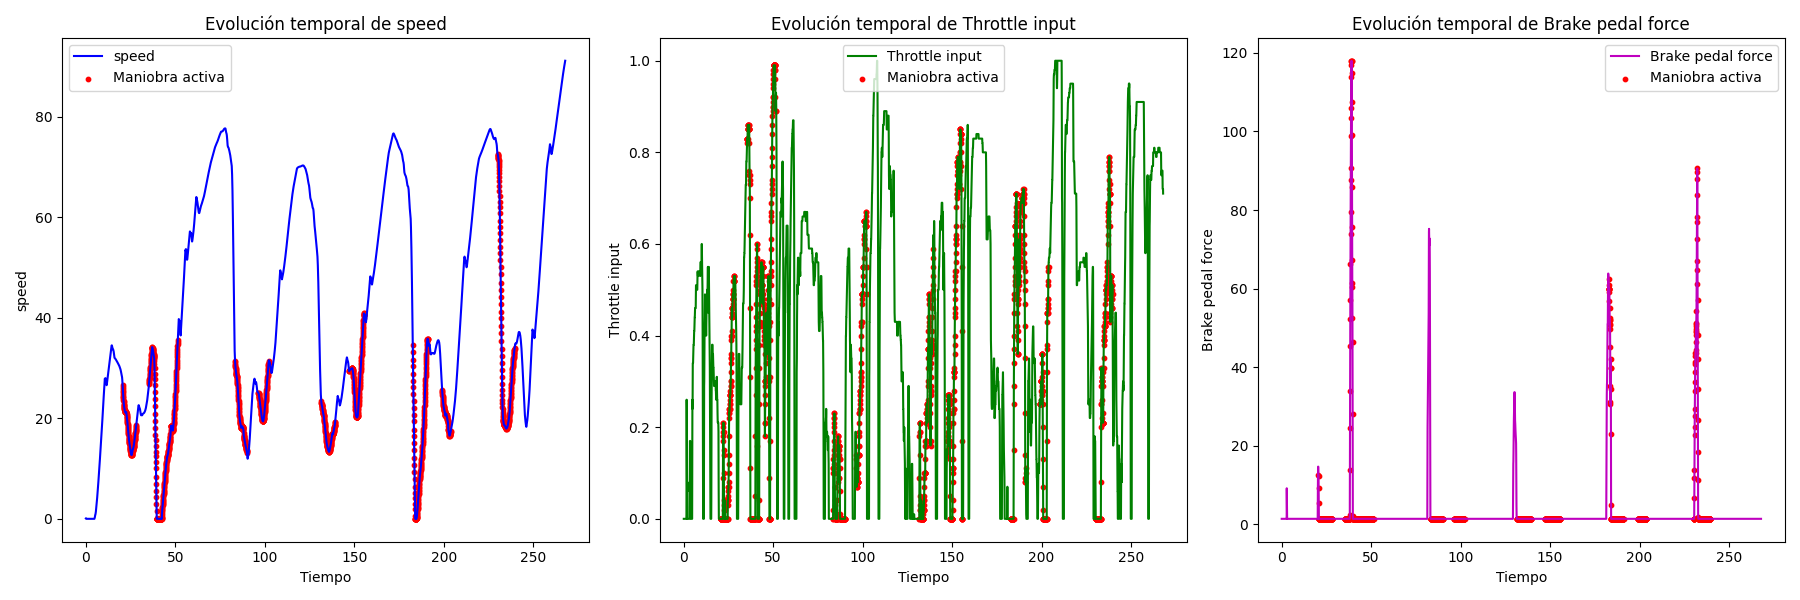 Evolución temporal de speed
speed
Maniobra activa
80
60
40
20
0
speed
0
50
100
150
200
250
Tiempo
Evolución temporal de Throttle input
Throttle input
Maniobra activa
1.0
0.8
0.6
0.4
0.2
0.0
Throttle input
0
50
100
150
200
250
Tiempo
Evolución temporal de Brake pedal force
Brake pedal force
Maniobra activa
120
100
80
60
40
20
0
Brake pedal force
0
50
100
150
200
250
Tiempo